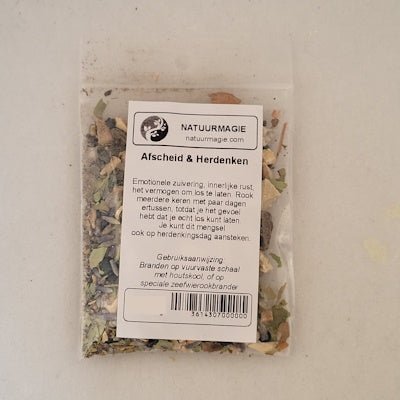 NATUURMAGIE
natuurmagie.com
Afscheid & Herdenken
Emotionele zuivering, innerlijke rust,
het vermogen om los te laten. Rook
meerdere keren met paar dagen
ertussen, totdat je het gevoel
hebt dat je echt los kunt laten.
Je kunt dit mengsel
ook op herdenkingsdag aansteken.
Gebruiksaanwijzing:
Branden op vuurvaste schaal
met houtskool, of op
speciale zeefwierookbrander
3614307000000